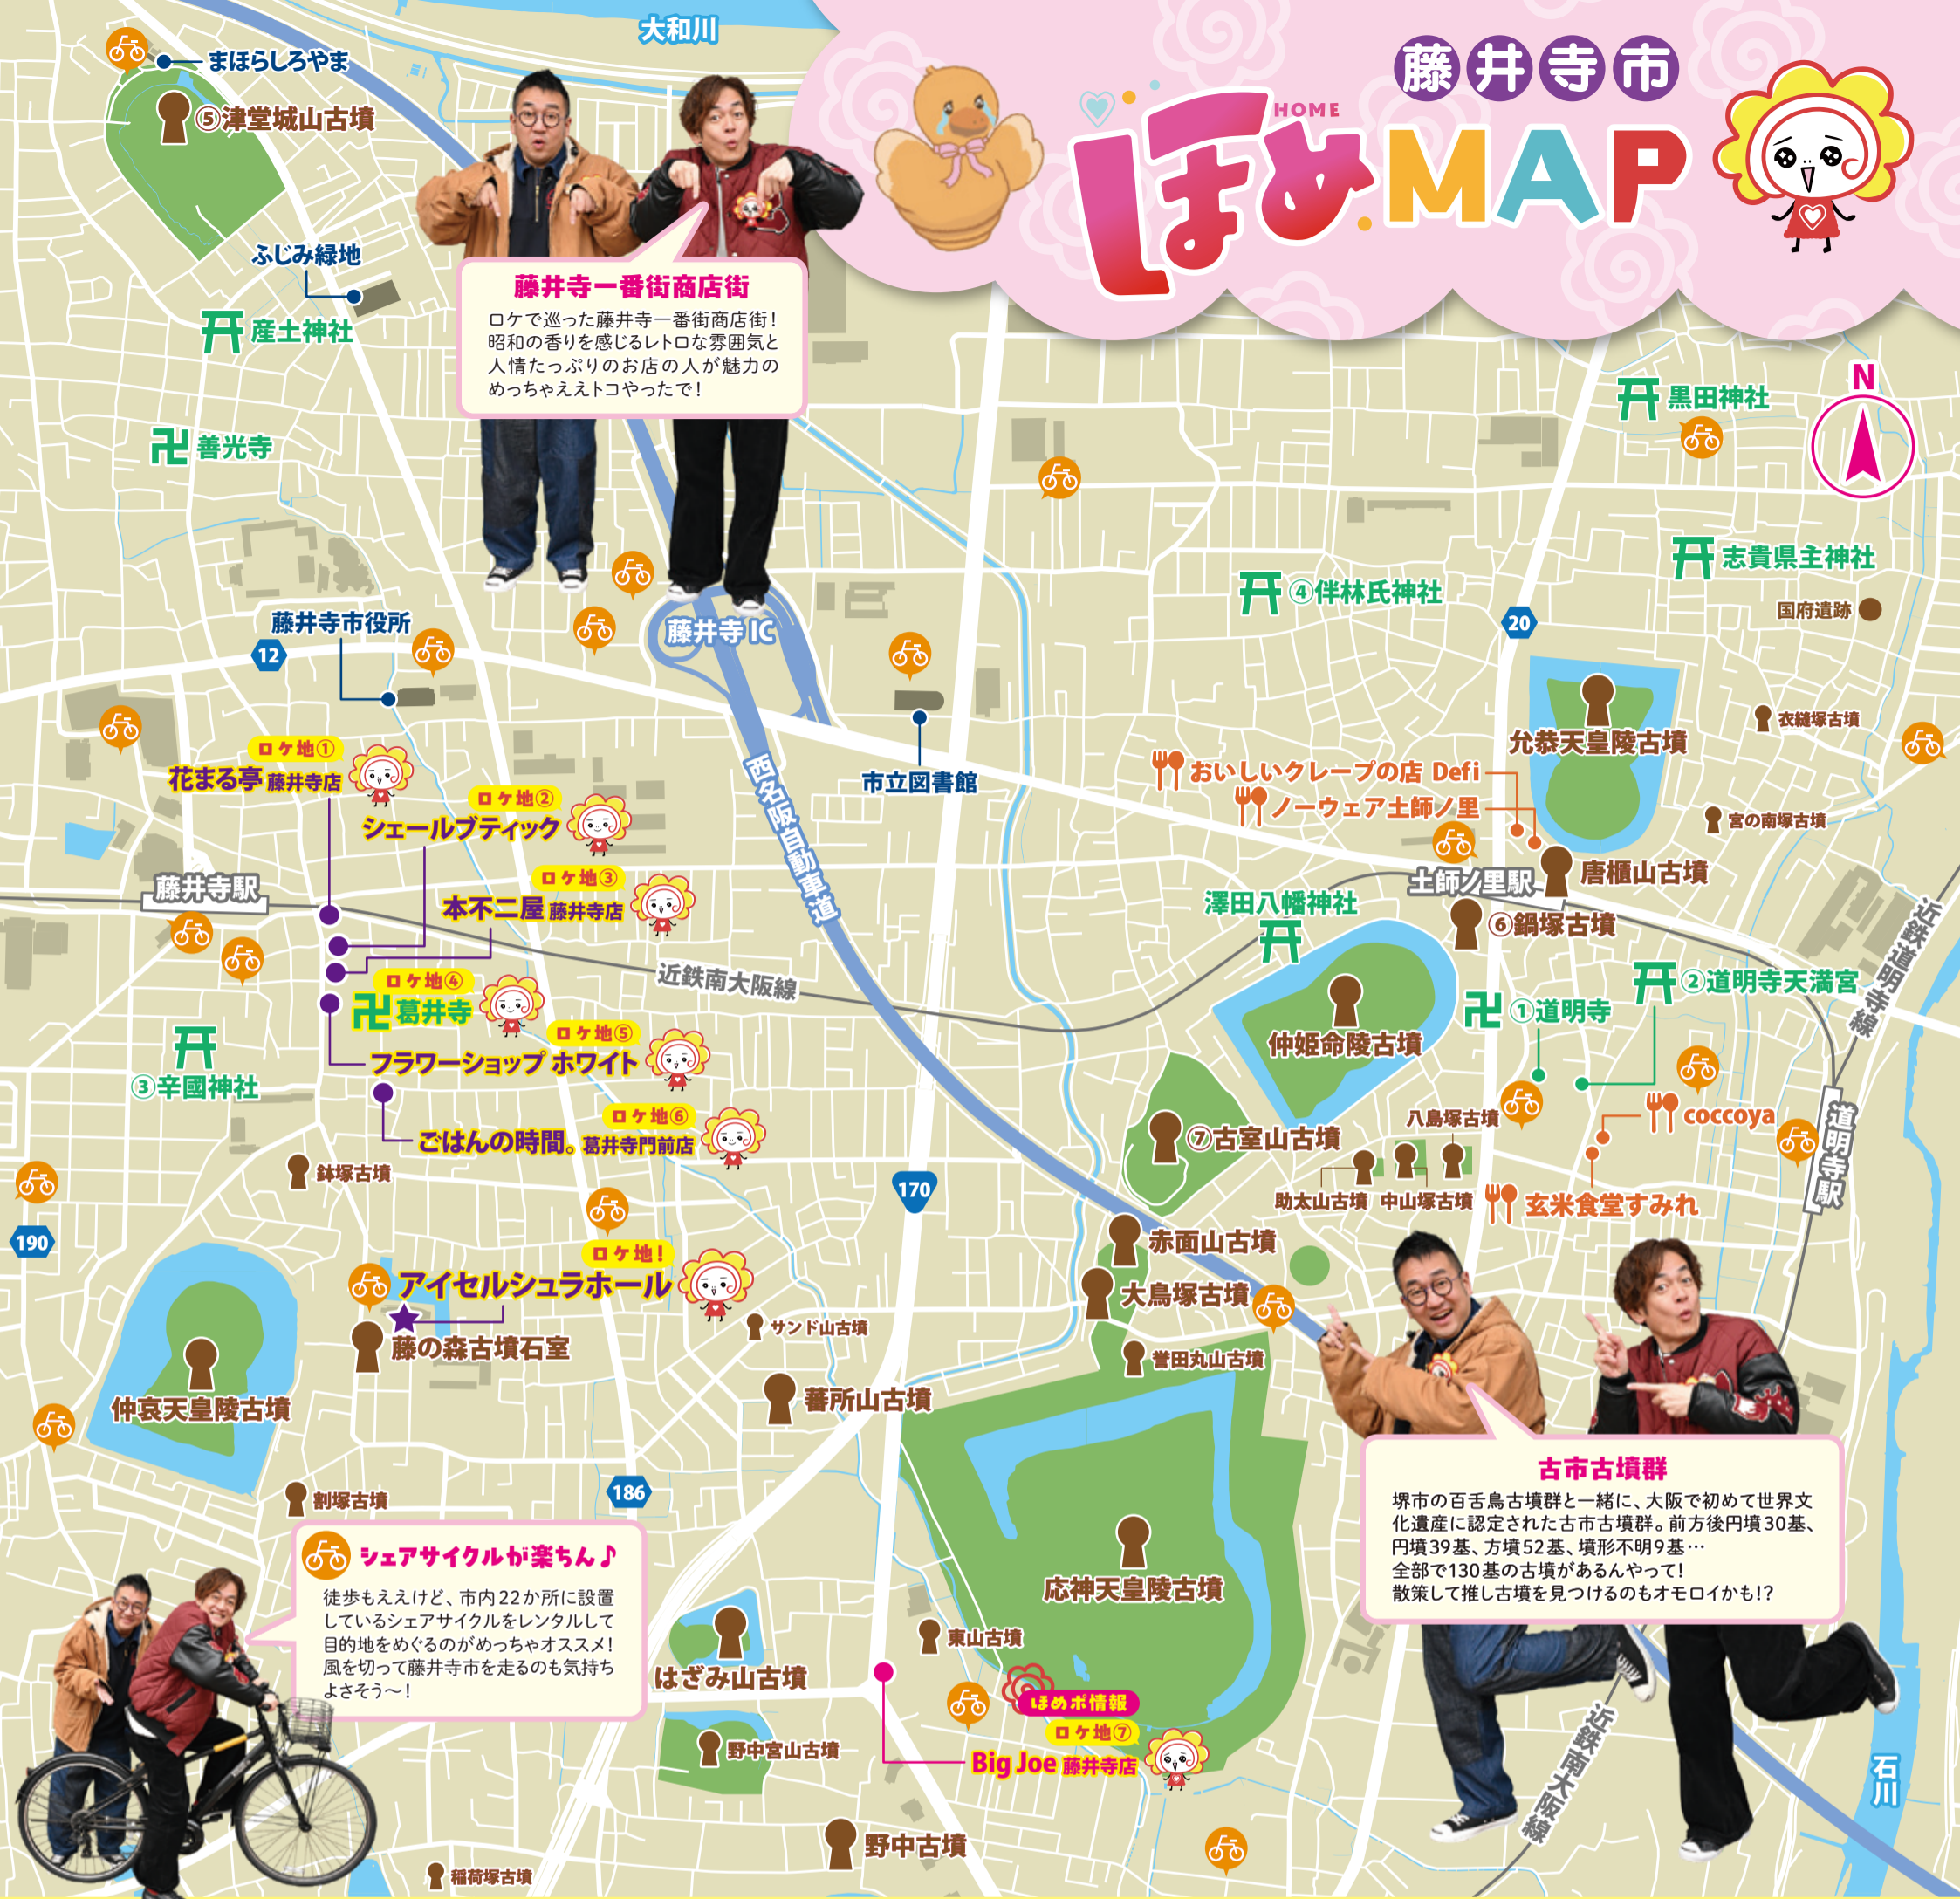 大和川
まほらしろやま
⑤津堂城山古墳
ふじみ緑地
産土神社
善光寺
藤井寺市
HOME
ほめMAP
藤井寺一番街商店街
ロケで巡った藤井寺一番街商店街!
昭和の香りを感じるレトロな雰囲気と
人情たっぷりのお店の人が魅力の
めっちゃええトコやったで!
N
黒田神社
志貴県主神社
④伴林氏神社
国府遺跡
20
藤井寺市役所
12
藤井寺 IC
市立図書館
西名阪自動車道
允恭天皇陵古墳
衣縫塚古墳
宮の南塚古墳
おいしいクレープの店 Defi
ノーウェア土師ノ里
土師ノ里駅
唐櫃山古墳
⑥鍋塚古墳
ロケ地①
花まる亭 藤井寺店
ロケ地②
シェールブティック
ロケ地③
本不二屋 藤井寺店
藤井寺駅
近鉄南大阪線
ロケ地④
葛井寺
ロケ地⑤
フラワーショップ ホワイト
③辛國神社
ロケ地⑥
ごはんの時間。葛井寺門前店
鉢塚古墳
澤田八幡神社
仲姫命陵古墳
①道明寺
②道明寺天満宮
近鉄道明寺線
coccoya
道明寺駅
⑦古室山古墳
八島塚古墳
助太山古墳
中山塚古墳
玄米食堂すみれ
170
190
ロケ地!
アイセルシュラホール
藤の森古墳石室
仲哀天皇陵古墳
サンド山古墳
蕃所山古墳
赤面山古墳
大鳥塚古墳
誉田丸山古墳
割塚古墳
186
シェアサイクルが楽ちん♪
徒歩もええけど、市内22か所に設置
しているシェアサイクルをレンタルして
目的地をめぐるのがめっちゃオススメ!
風を切って藤井寺市を走るのも気持ち
よさそう〜!
古市古墳群
堺市の百舌鳥古墳群と一緒に、大阪で初めて世界文
化遺産に認定された古市古墳群。前方後円墳30基、
円墳39基、方墳52基、墳形不明9基…
全部で130基の古墳があるんやって!
散策して推し古墳を見つけるのもオモロイかも!?
応神天皇陵古墳
はざみ山古墳
東山古墳
ほめポ情報
ロケ地⑦
Big Joe 藤井寺店
野中宮山古墳
野中古墳
稲荷塚古墳
近鉄南大阪線
石川